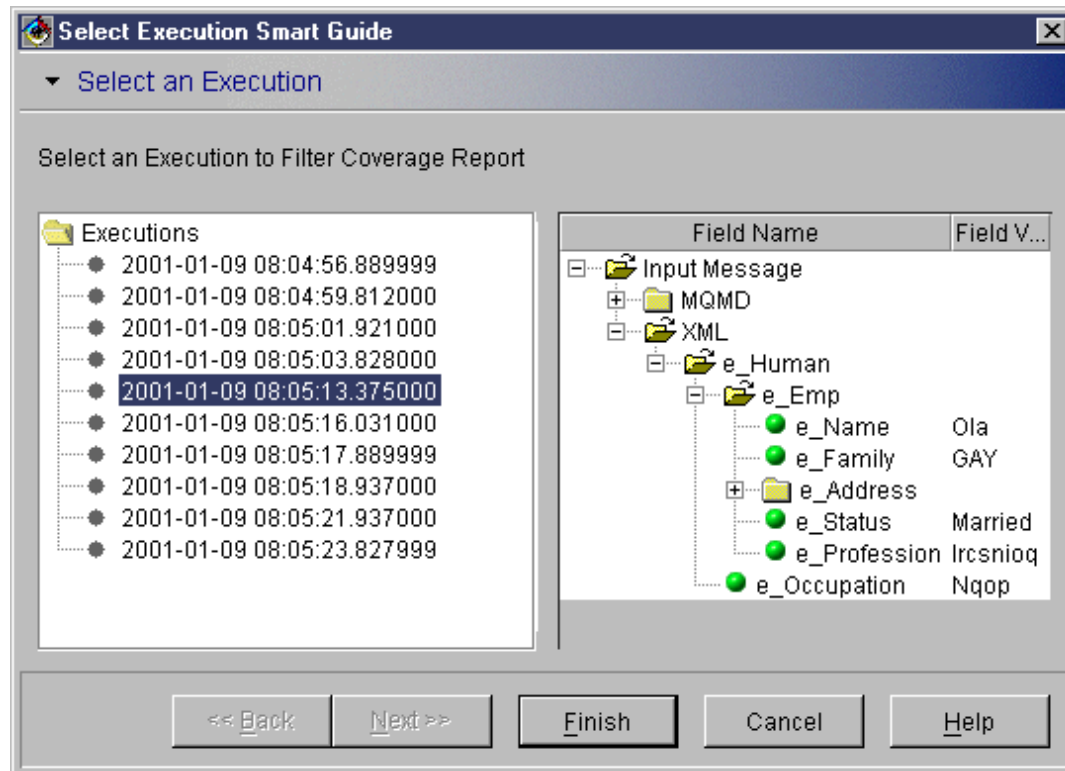 Select Execution Smart Guide
Select an Execution
Select an Execution to Filter Coverage Report
Executions
2001-01-09 08:04:56.889999
2001-01-09 08:04:59.812000
2001-01-09 08:05:01.921000
2001-01-09 08:05:03.828000
2001-01-09 08:05:13.375000
2001-01-09 08:05:16.031000
2001-01-09 08:05:17.889999
2001-01-09 08:05:18.937000
2001-01-09 08:05:21.937000
2001-01-09 08:05:23.827999
Field Name Field V...
Input Message
MQMD
XML
e_Human
e_Emp
e_Name Ola
e_Family GAY
e_Address
e_Status Married
e_Profession Ircsnioq
e_Occupation Nqop
<< Back Next >> Finish Cancel Help